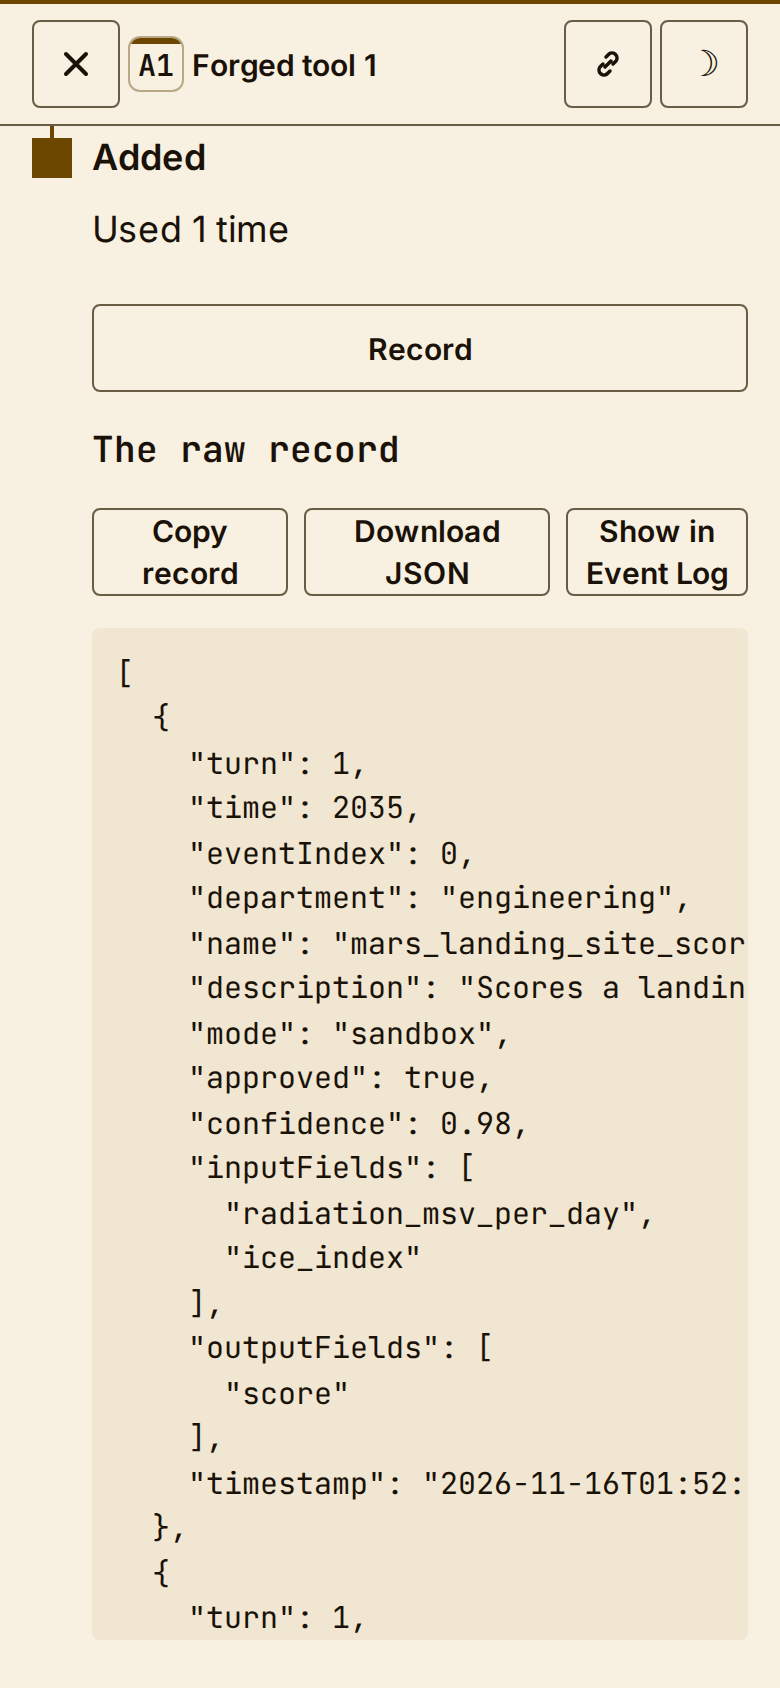 A1 Forged tool 1
Added
Used 1 time
Record
The raw record
Copy record
Download JSON
Show in Event Log
[
  {
    "turn": 1,
    "time": 2035,
    "eventIndex": 0,
    "department": "engineering",
    "name": "mars_landing_site_scor
    "description": "Scores a landin
    "mode": "sandbox",
    "approved": true,
    "confidence": 0.98,
    "inputFields": [
      "radiation_msv_per_day",
      "ice_index"
    ],
    "outputFields": [
      "score"
    ],
    "timestamp": "2026-11-16T01:52:
  },
  {
    "turn": 1,